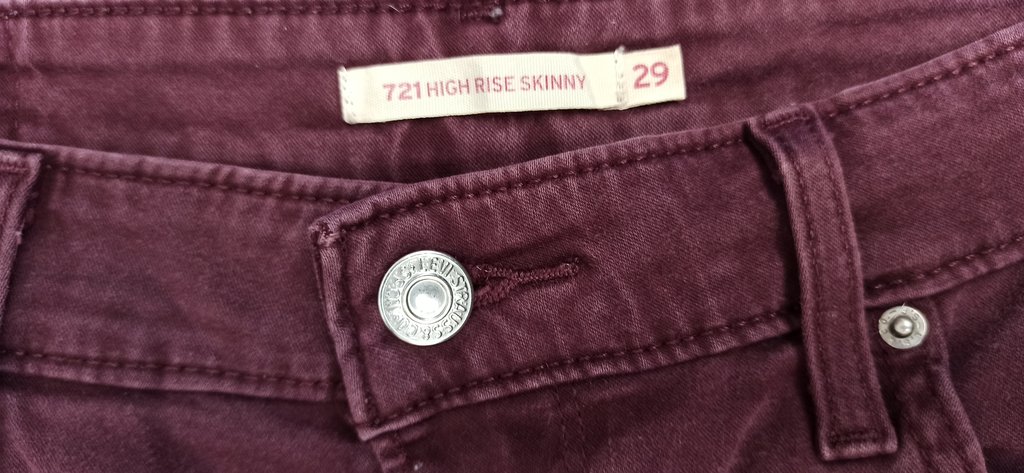 721 HIGH RISE SKINNY 29
LEVI STRAUSS & CO